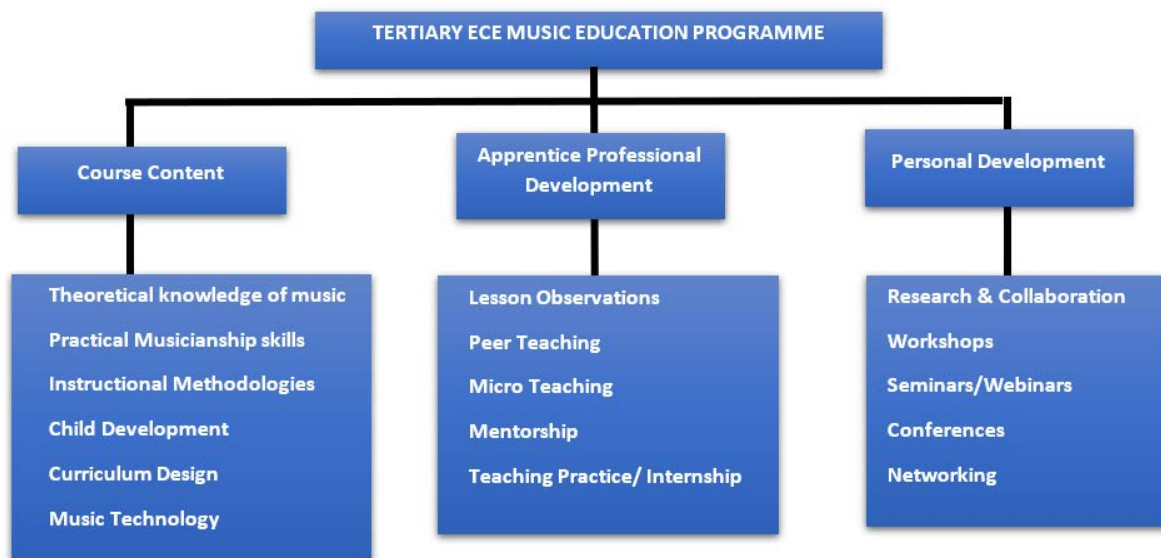 TERTIARY ECE MUSIC EDUCATION PROGRAMME
Course Content
Apprentice Professional
Development
Personal Development
Theoretical knowledge of music
Practical Musicianship skills
Instructional Methodologies
Child Development
Curriculum Design
Music Technology
Lesson Observations
Peer Teaching
Micro Teaching
Mentorship
Teaching Practice/ Internship
Research & Collaboration
Workshops
Seminars/Webinars
Conferences
Networking